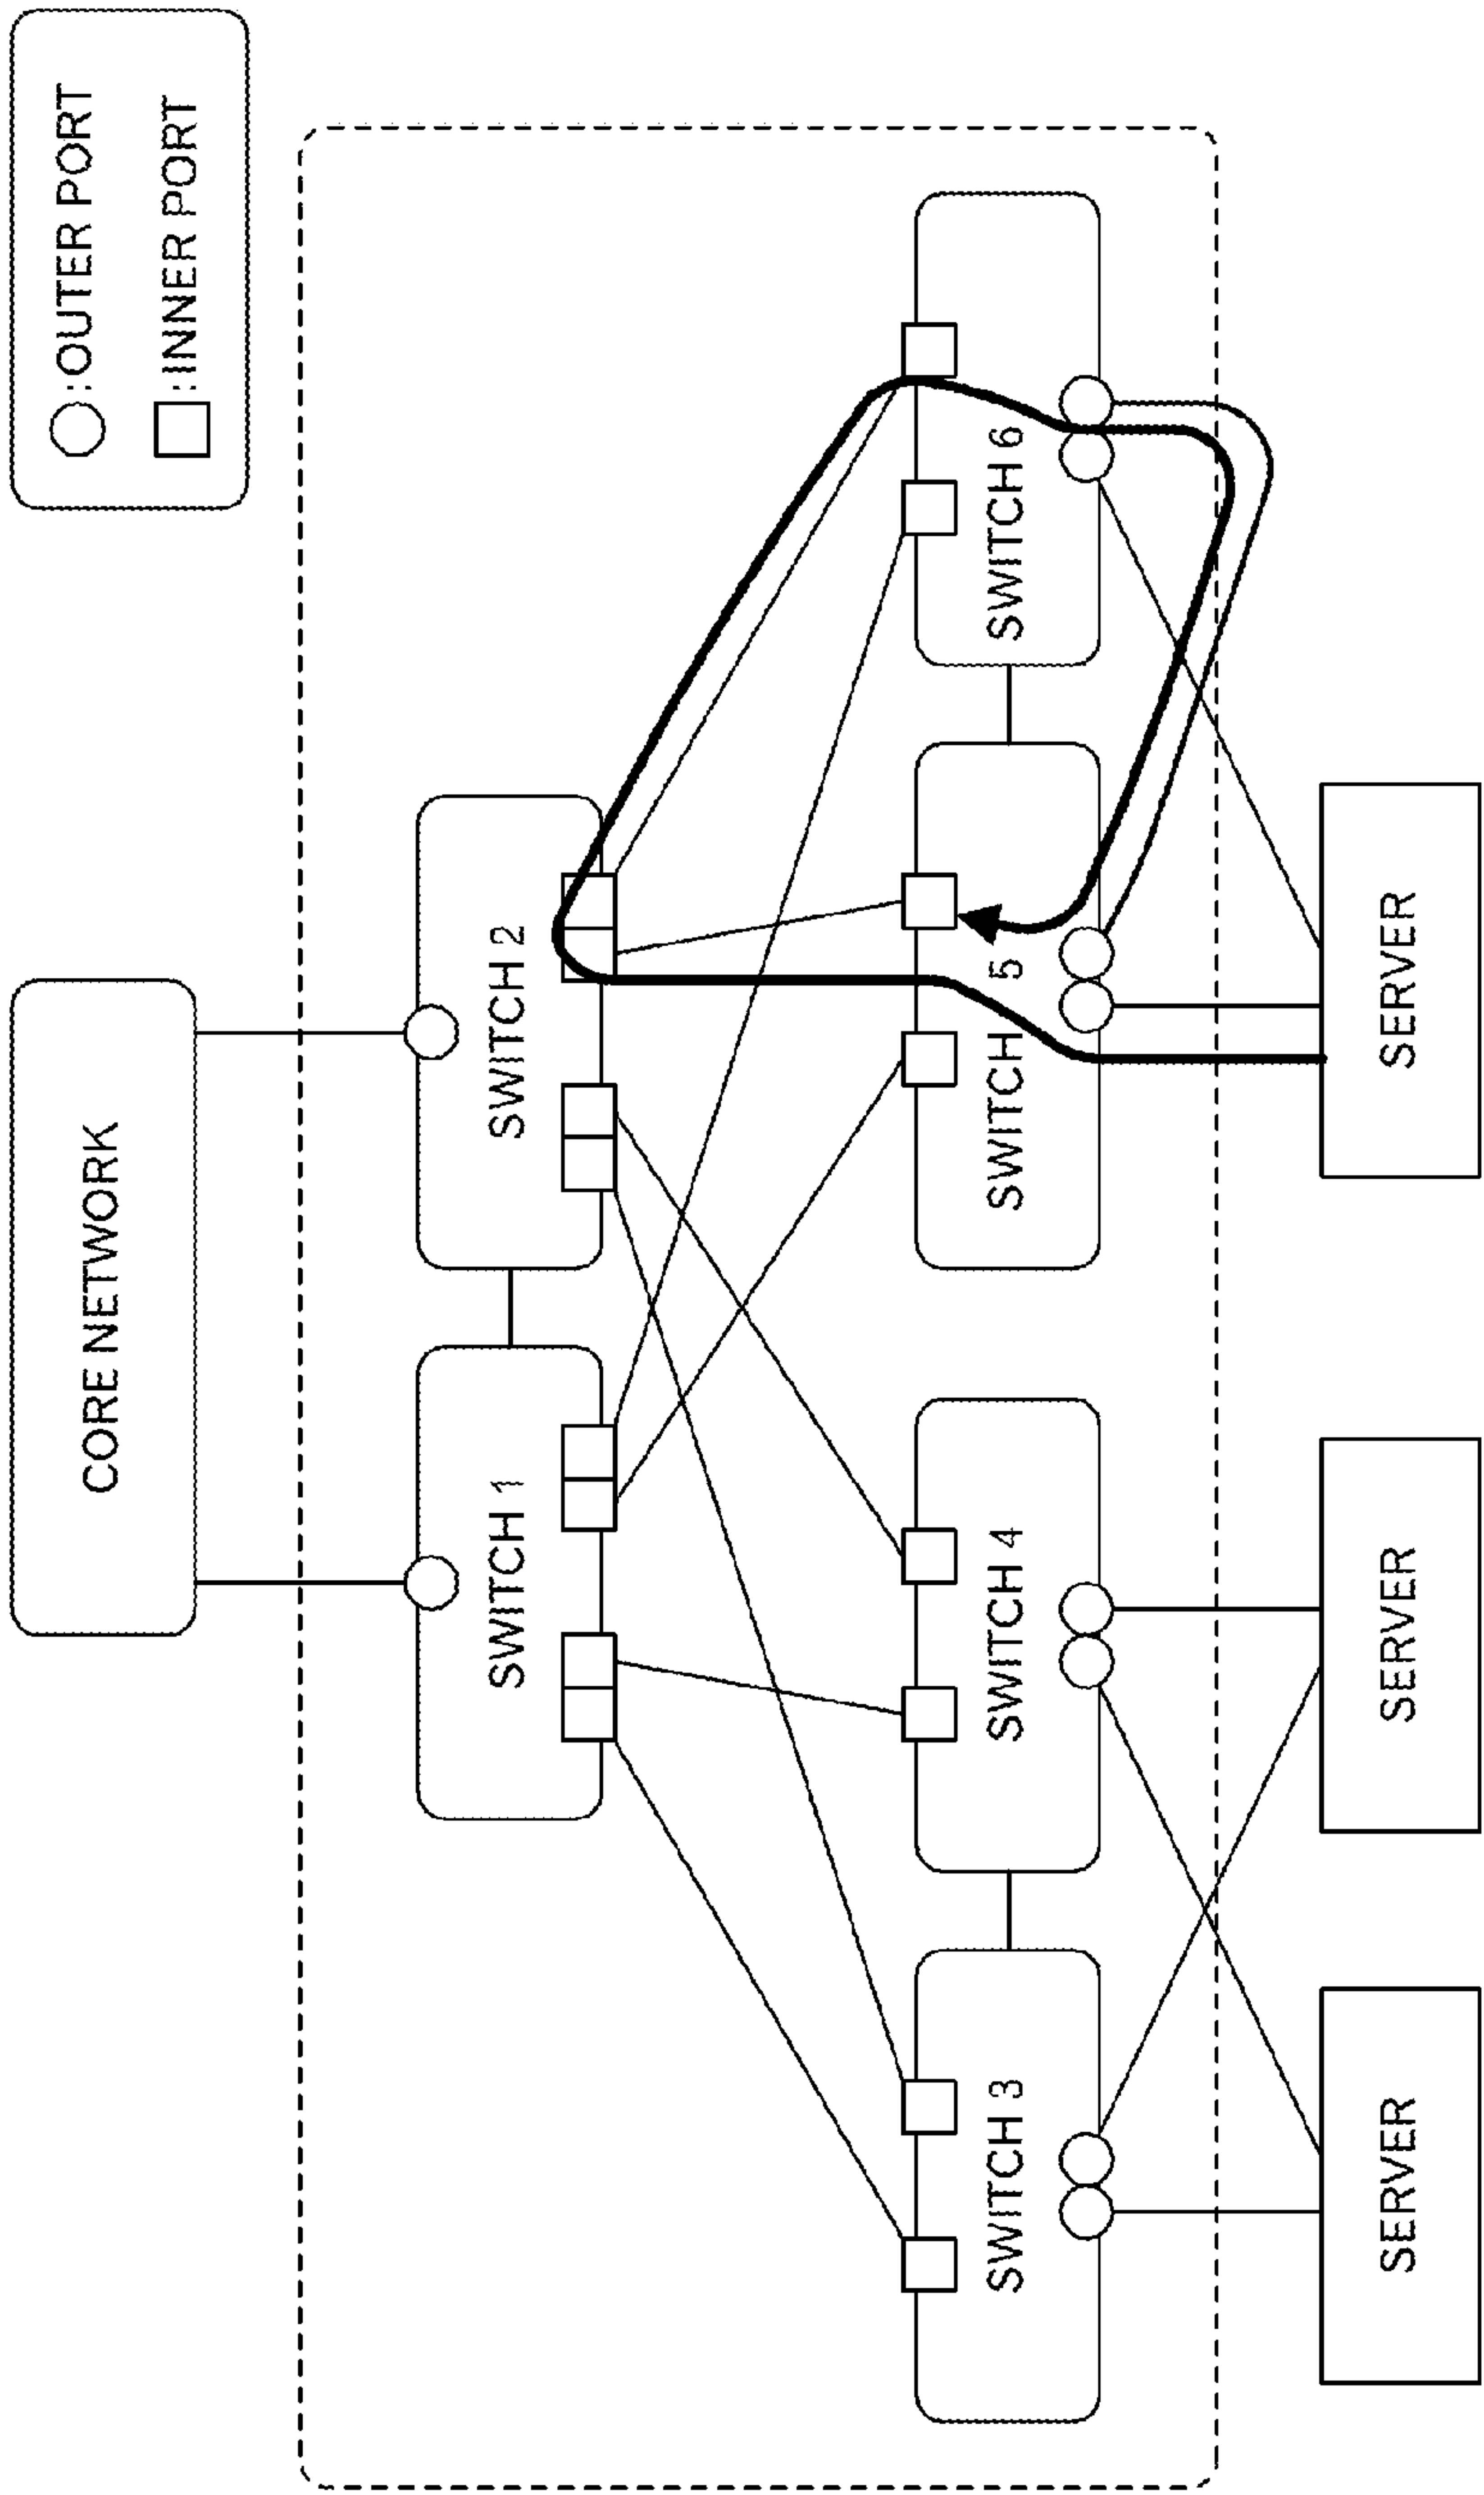 : OUTER PORT
: INNER PORT
CORE NETWORK
SWITCH 1
SWITCH 2
SWITCH 3
SWITCH 4
SWITCH 5
SWITCH 6
SERVER
SERVER
SERVER